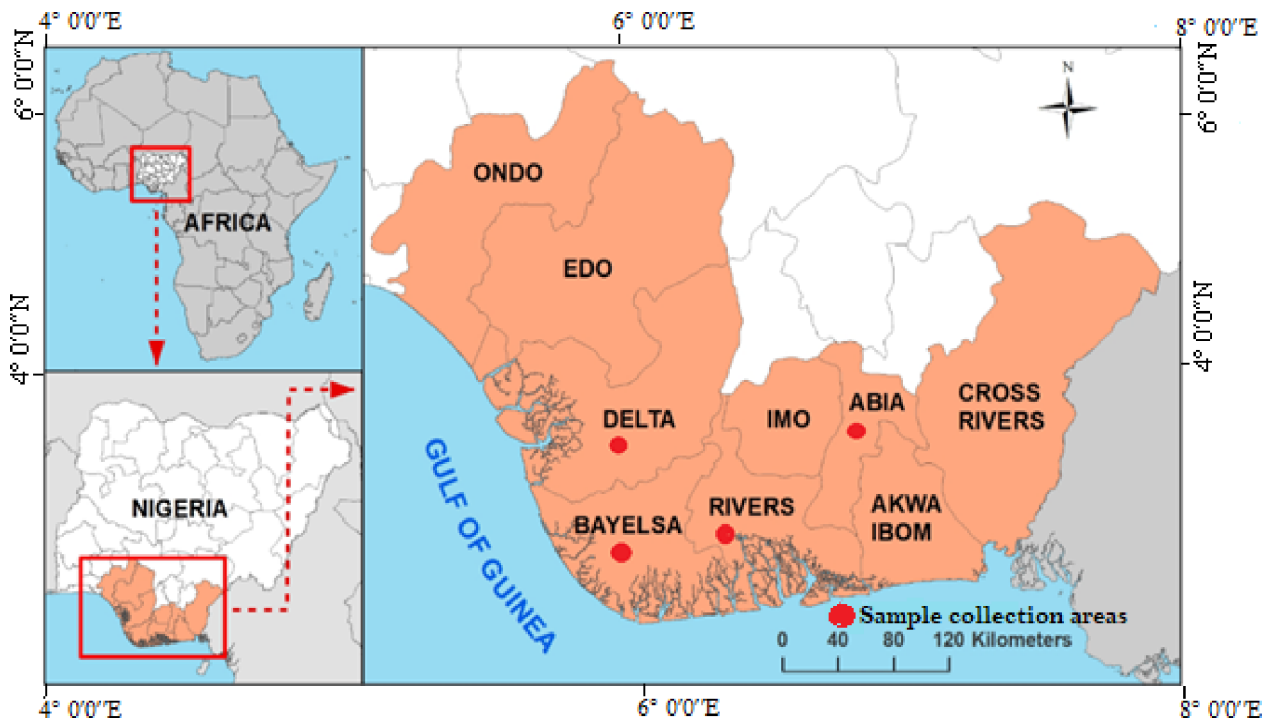 4° 0'0"E
6° 0'0"E
8° 0'0"E
6° 0'0"N
6° 0'0"N
N
ONDO
AFRICA
EDO
4° 0'0"N
4° 0'0"N
DELTA
IMO
ABIA
CROSS
RIVERS
GULF OF GUINEA
NIGERIA
BAYELSA
RIVERS
AKWA
IBOM
Sample collection areas
0 40 80 120 Kilometers
4° 0'0"E
6° 0'0"E
8° 0'0"E